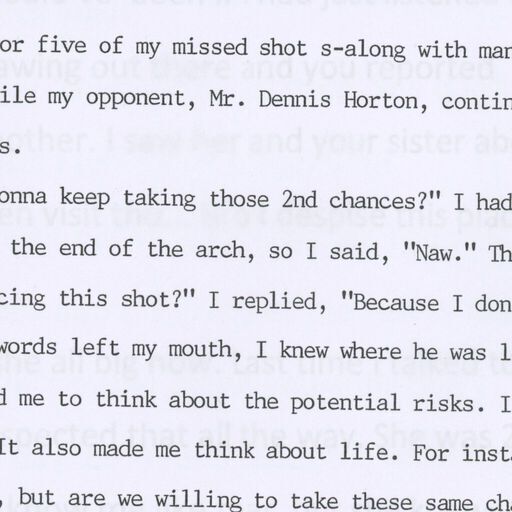 or five of my missed shot s-along with mar
ile my opponent, Mr. Dennis Horton, contin
s.
onna keep taking those 2nd chances?" I had
the end of the arch, so I said, "Naw." Th
cing this shot?" I replied, "Because I don
words left my mouth, I knew where he was l
d me to think about the potential risks. I
It also made me think about life. For insta
, but are we willing to take these same cha